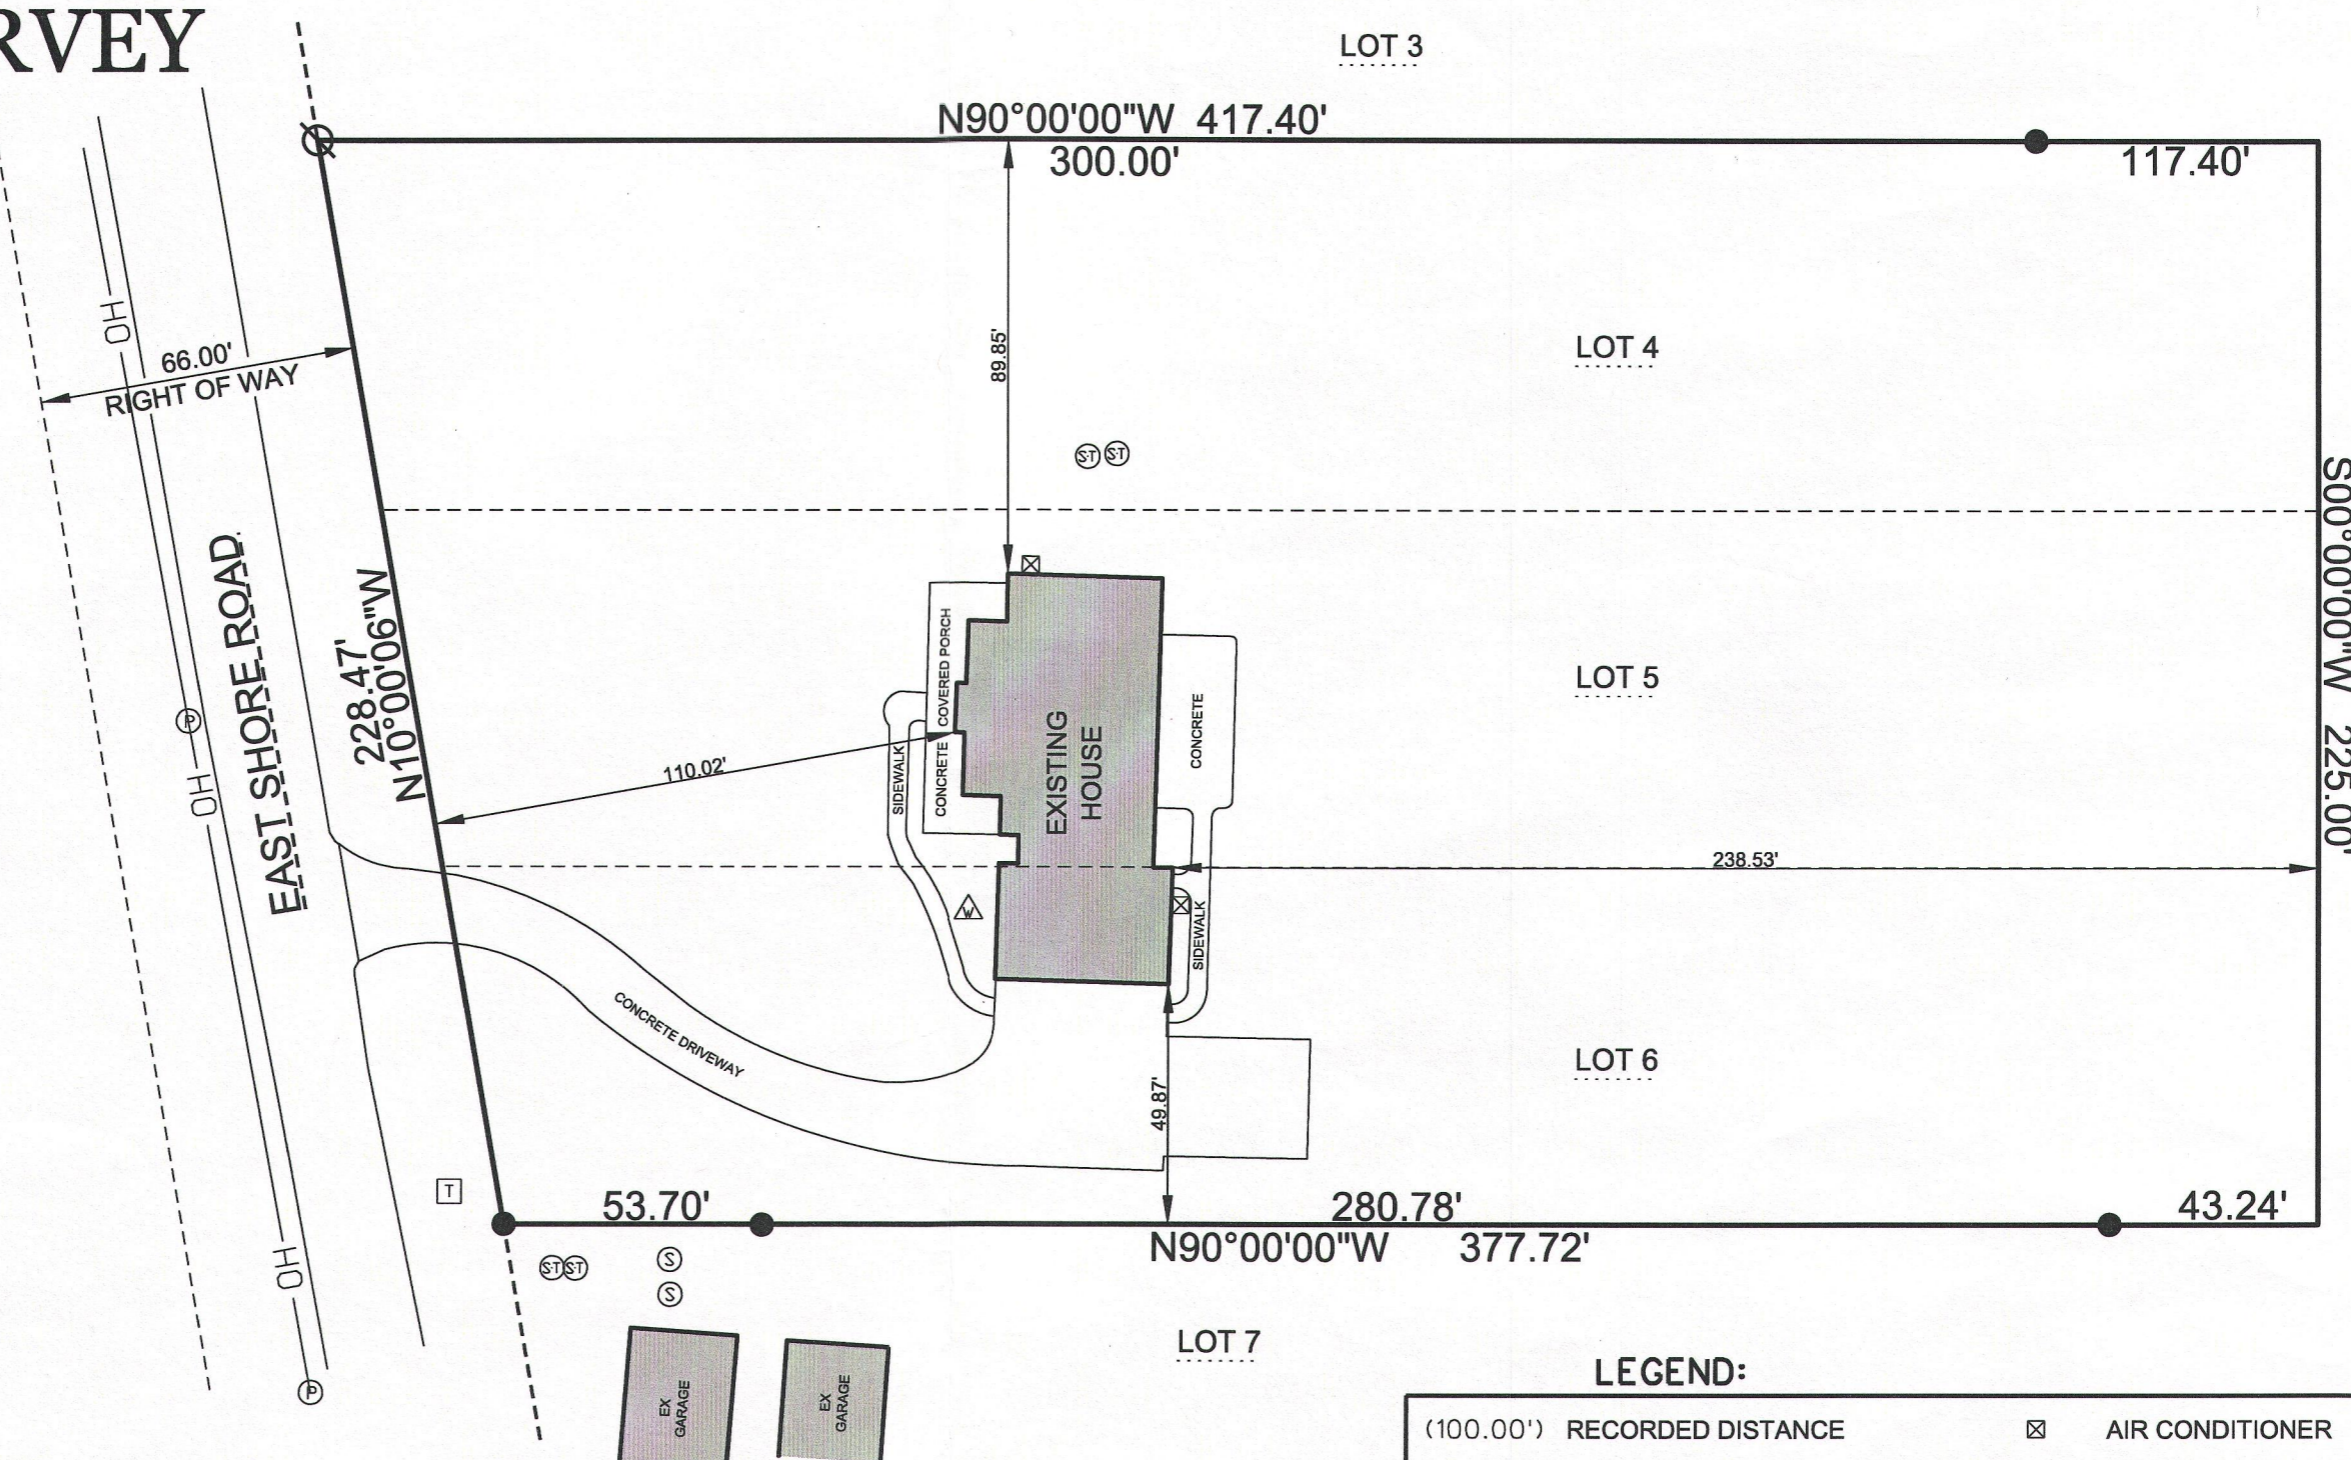 RVEY
LOT 3
N90°00'00"W 417.40'
300.00'
117.40'
OH
66.00'
RIGHT OF WAY
89.85'
LOT 4
S·T S·T
S00°00'00"W 225.00'
EAST SHORE ROAD
228.47'
N10°00'06"W
P
OH
110.02'
SIDEWALK
CONCRETE COVERED PORCH
EXISTING
HOUSE
CONCRETE
LOT 5
238.53'
W
SIDEWALK
CONCRETE DRIVEWAY
LOT 6
49.87'
T
53.70'
280.78'
43.24'
N90°00'00"W 377.72'
OH
S·T S·T
S
S
P
EX
GARAGE
EX
GARAGE
LOT 7
LEGEND:
(100.00') RECORDED DISTANCE
AIR CONDITIONER